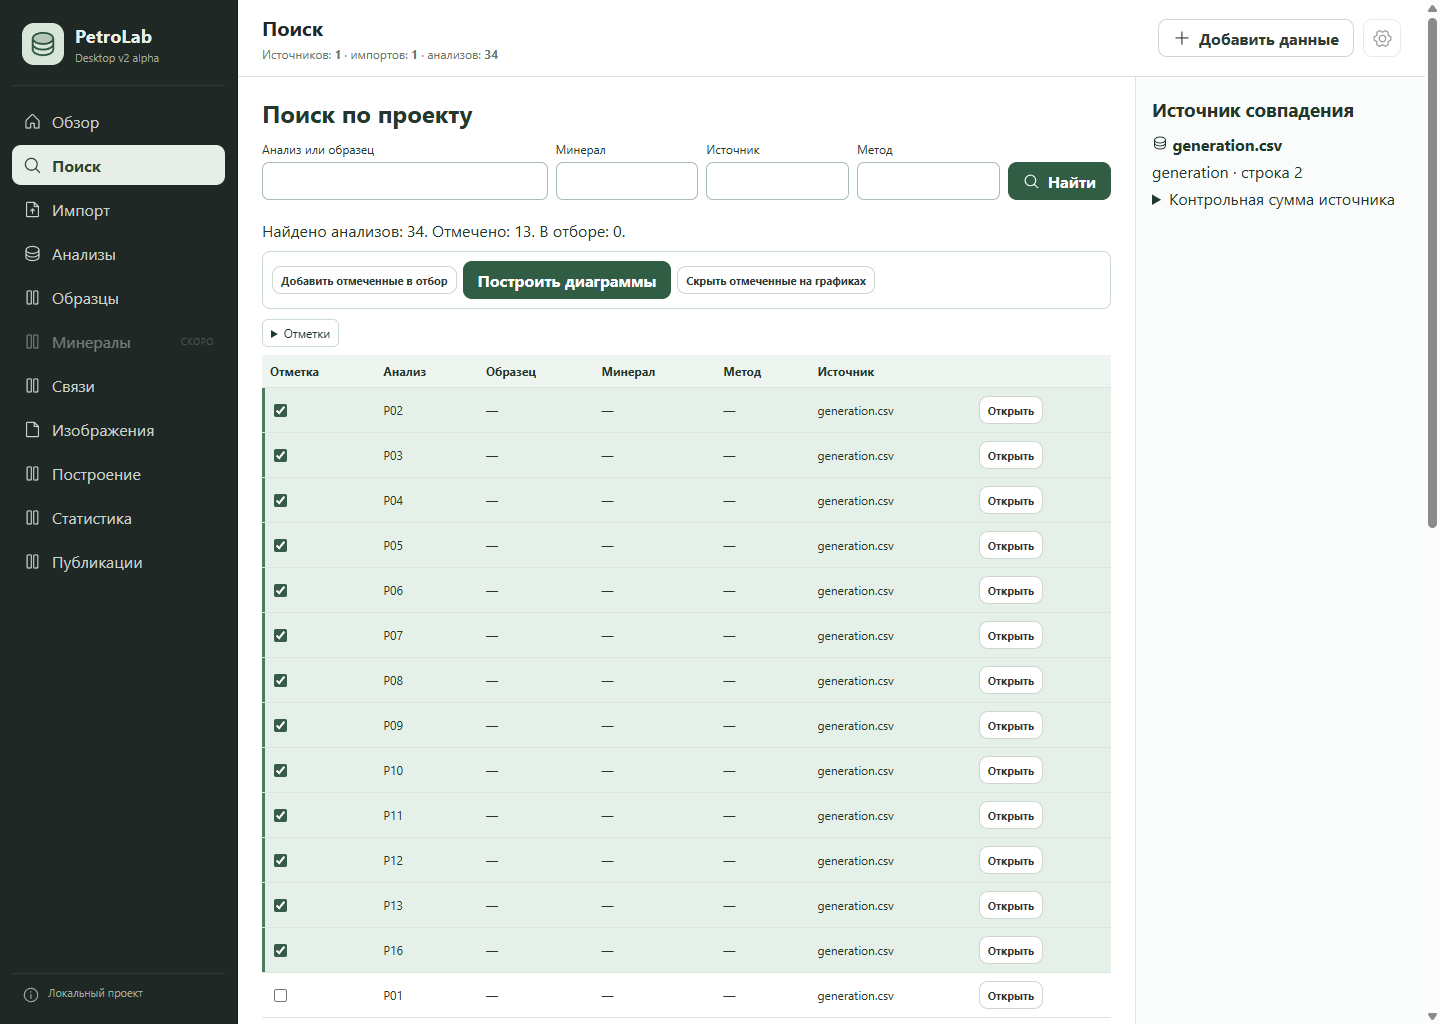 PetroLab
Desktop v2 alpha
Обзор
Поиск
Импорт
Анализы
Образцы
Минералы СКОРО
Связи
Изображения
Построение
Статистика
Публикации
Локальный проект
Поиск
Источников: 1 · импортов: 1 · анализов: 34
Добавить данные
Поиск по проекту
Анализ или образец Минерал Источник Метод
Найти
Найдено анализов: 34. Отмечено: 13. В отборе: 0.
Добавить отмеченные в отбор Построить диаграммы Скрыть отмеченные на графиках
Отметки
Отметка Анализ Образец Минерал Метод Источник
P02 — — — generation.csv Открыть
P03 — — — generation.csv Открыть
P04 — — — generation.csv Открыть
P05 — — — generation.csv Открыть
P06 — — — generation.csv Открыть
P07 — — — generation.csv Открыть
P08 — — — generation.csv Открыть
P09 — — — generation.csv Открыть
P10 — — — generation.csv Открыть
P11 — — — generation.csv Открыть
P12 — — — generation.csv Открыть
P13 — — — generation.csv Открыть
P16 — — — generation.csv Открыть
P01 — — — generation.csv Открыть
Источник совпадения
generation.csv
generation · строка 2
Контрольная сумма источника